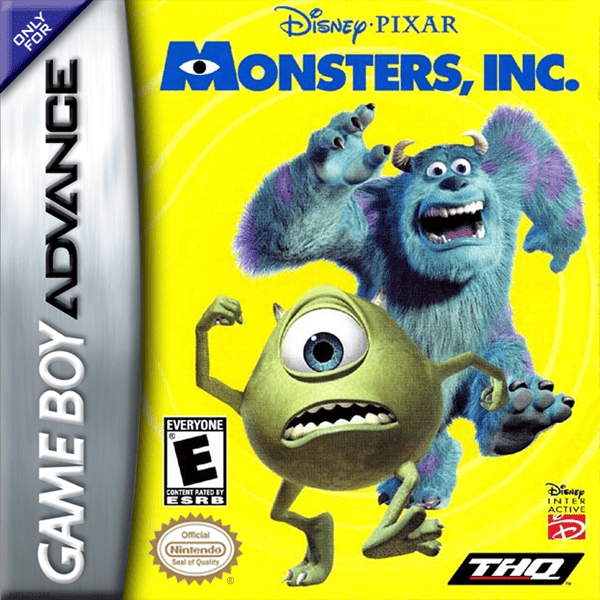 ONLY
FOR
GAME BOY ADVANCE
Disney·PIXAR
MONSTERS, INC.
EVERYONE
E
®
CONTENT RATED BY
ESRB
Official
Nintendo
Seal of Quality
®
Disney
INTER
ACTIVE
D
THQ
™